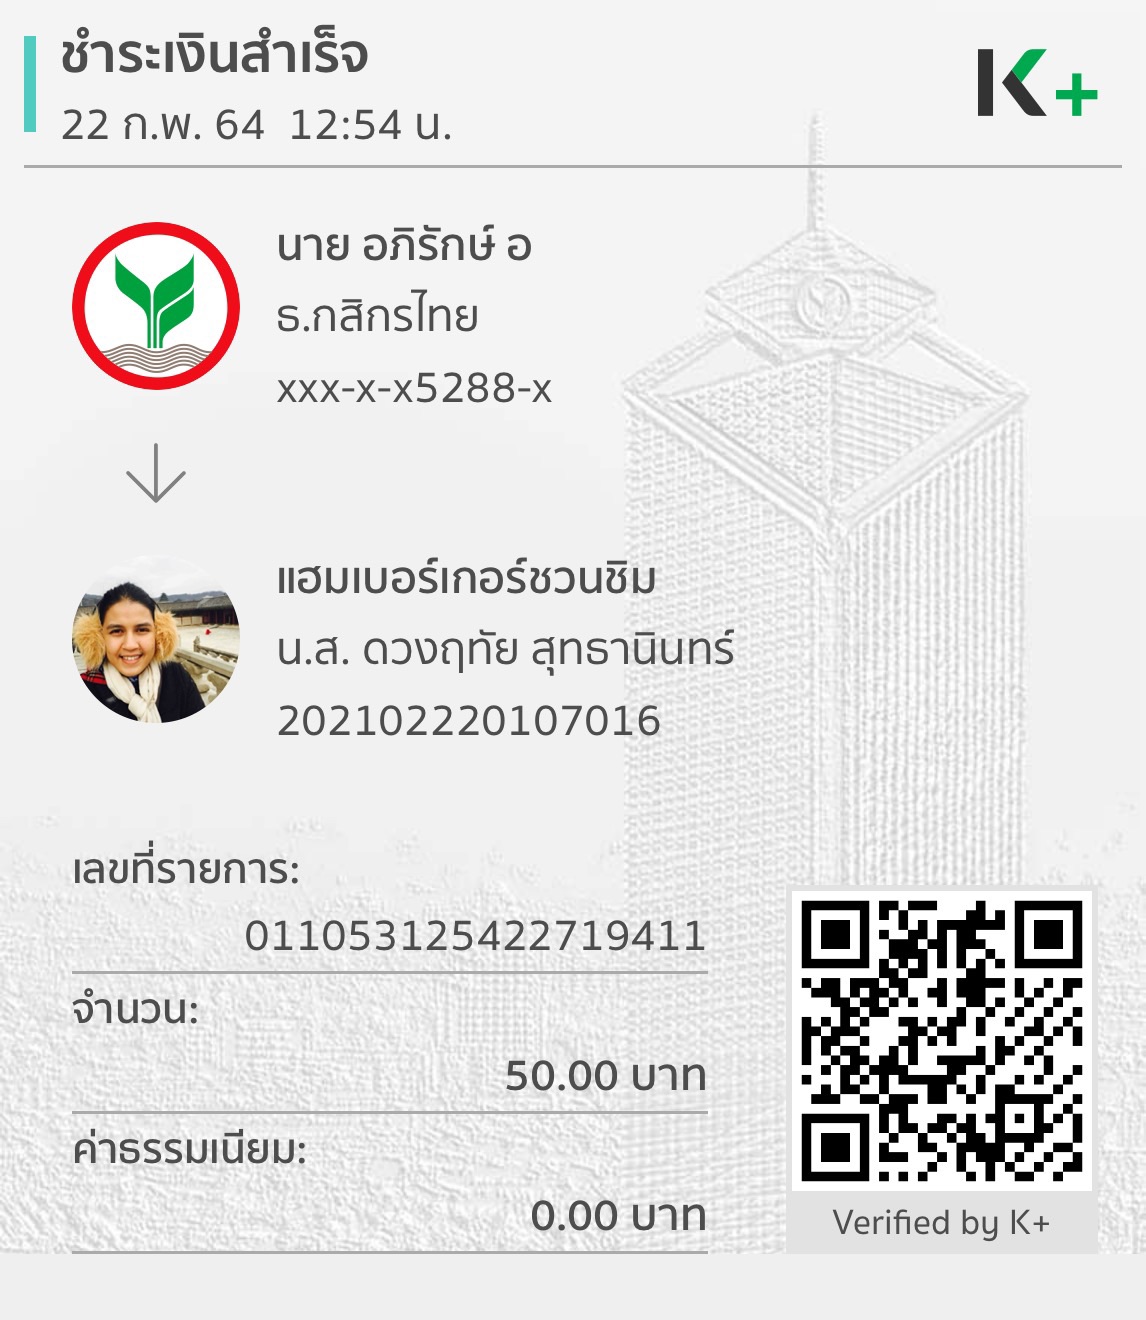 ชำระเงินสำเร็จ
22 ก.พ. 64 12:54 น.
K+
นาย อภิรักษ์ อ
ธ.กสิกรไทย
xxx-x-x5288-x
แฮมเบอร์เกอร์ชวนชิม
น.ส. ดวงฤทัย สุทธานินทร์
202102220107016
เลขที่รายการ:
011053125422719411
จำนวน:
50.00 บาท
ค่าธรรมเนียม:
0.00 บาท
Verified by K+